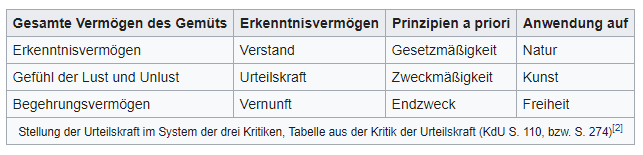 Gesamte Vermögen des Gemüts Erkenntnisvermögen Prinzipien a priori Anwendung auf
Erkenntnisvermögen Verstand Gesetzmäßigkeit Natur
Gefühl der Lust und Unlust Urteilskraft Zweckmäßigkeit Kunst
Begehrungsvermögen Vernunft Endzweck Freiheit
Stellung der Urteilskraft im System der drei Kritiken, Tabelle aus der Kritik der Urteilskraft (KdU S. 110, bzw. S. 274)[2]